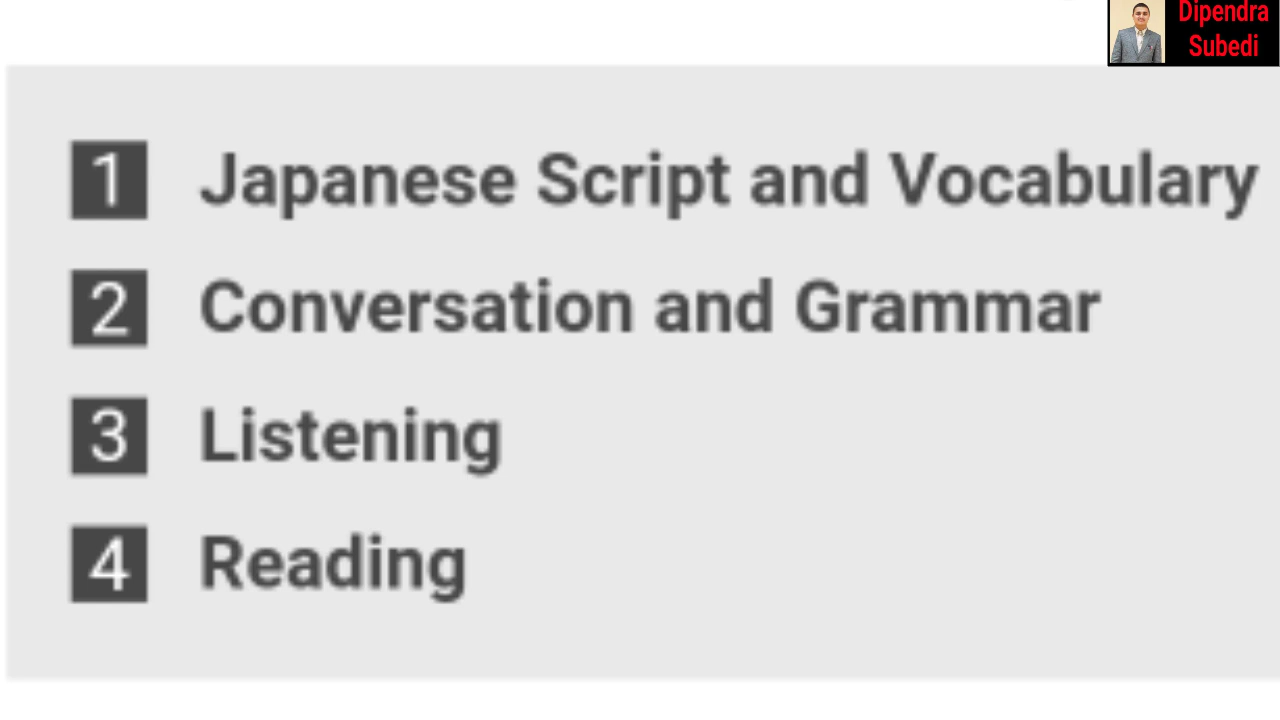 Dipendra
Subedi
1 Japanese Script and Vocabulary
2 Conversation and Grammar
3 Listening
4 Reading